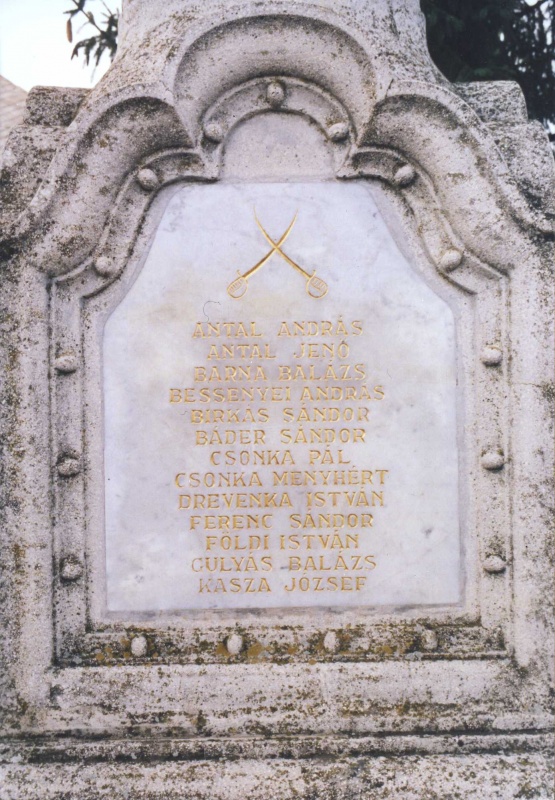 ANTAL ANDRÁS
ANTAL JENŐ
BARNA BALÁZS
BESSENYEI ANDRÁS
BIRKÁS SÁNDOR
BÁDER SÁNDOR
CSONKA PÁL
CSONKA MENYHÉRT
DREVENKA ISTVÁN
FERENC SÁNDOR
FÖLDI ISTVÁN
GULYÁS BALÁZS
KASZA JÓZSEF